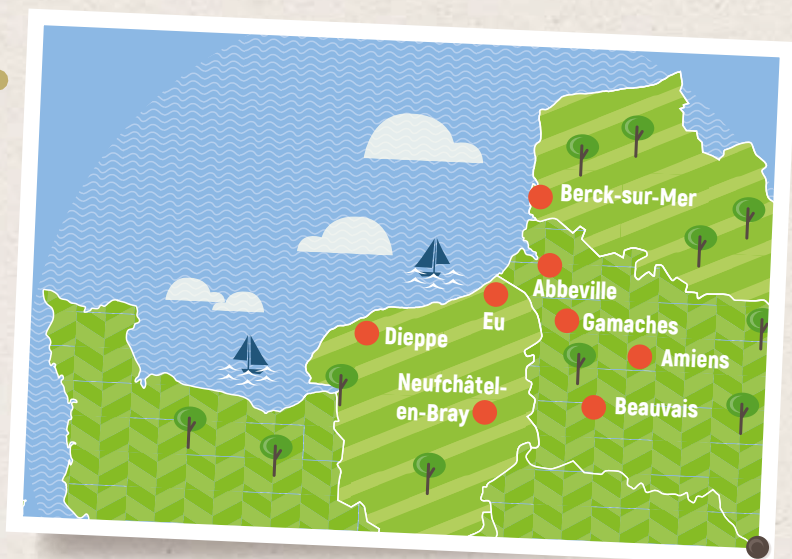 Berck-sur-Mer
Abbeville
Eu
Gamaches
Dieppe
Amiens
Neufchâtel-
en-Bray
Beauvais